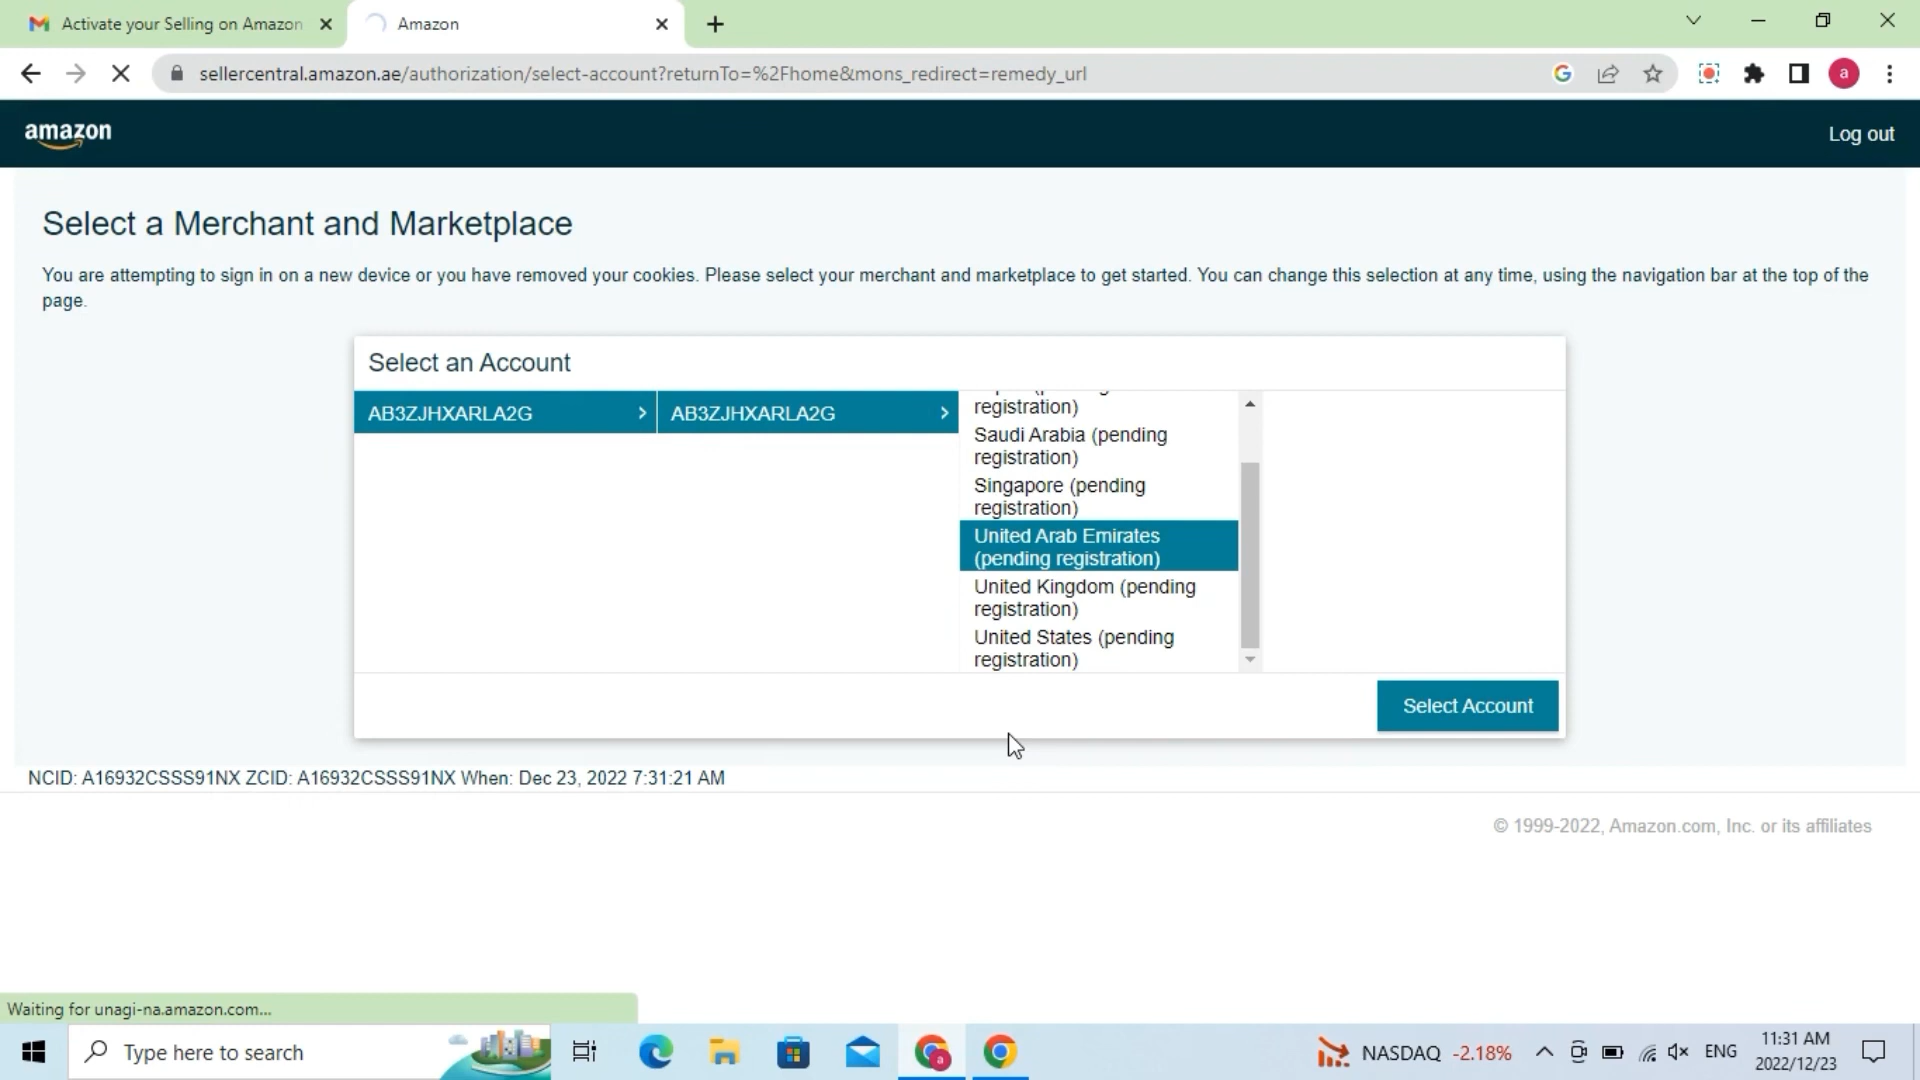 Activate your Selling on Amazon
Amazon
sellercentral.amazon.ae/authorization/select-account?returnTo=%2Fhome&mons_redirect=remedy_url
a
amazon
Log out
Select a Merchant and Marketplace
You are attempting to sign in on a new device or you have removed your cookies. Please select your merchant and marketplace to get started. You can change this selection at any time, using the navigation bar at the top of the
page.
Select an Account
AB3ZJHXARLA2G
AB3ZJHXARLA2G
registration)
Saudi Arabia (pending
registration)
Singapore (pending
registration)
United Arab Emirates
(pending registration)
United Kingdom (pending
registration)
United States (pending
registration)
Select Account
NCID: A16932CSSS91NX ZCID: A16932CSSS91NX When: Dec 23, 2022 7:31:21 AM
© 1999-2022, Amazon.com, Inc. or its affiliates
Waiting for unagi-na.amazon.com...
Type here to search
NASDAQ -2.18%
ENG
11:31 AM
2022/12/23